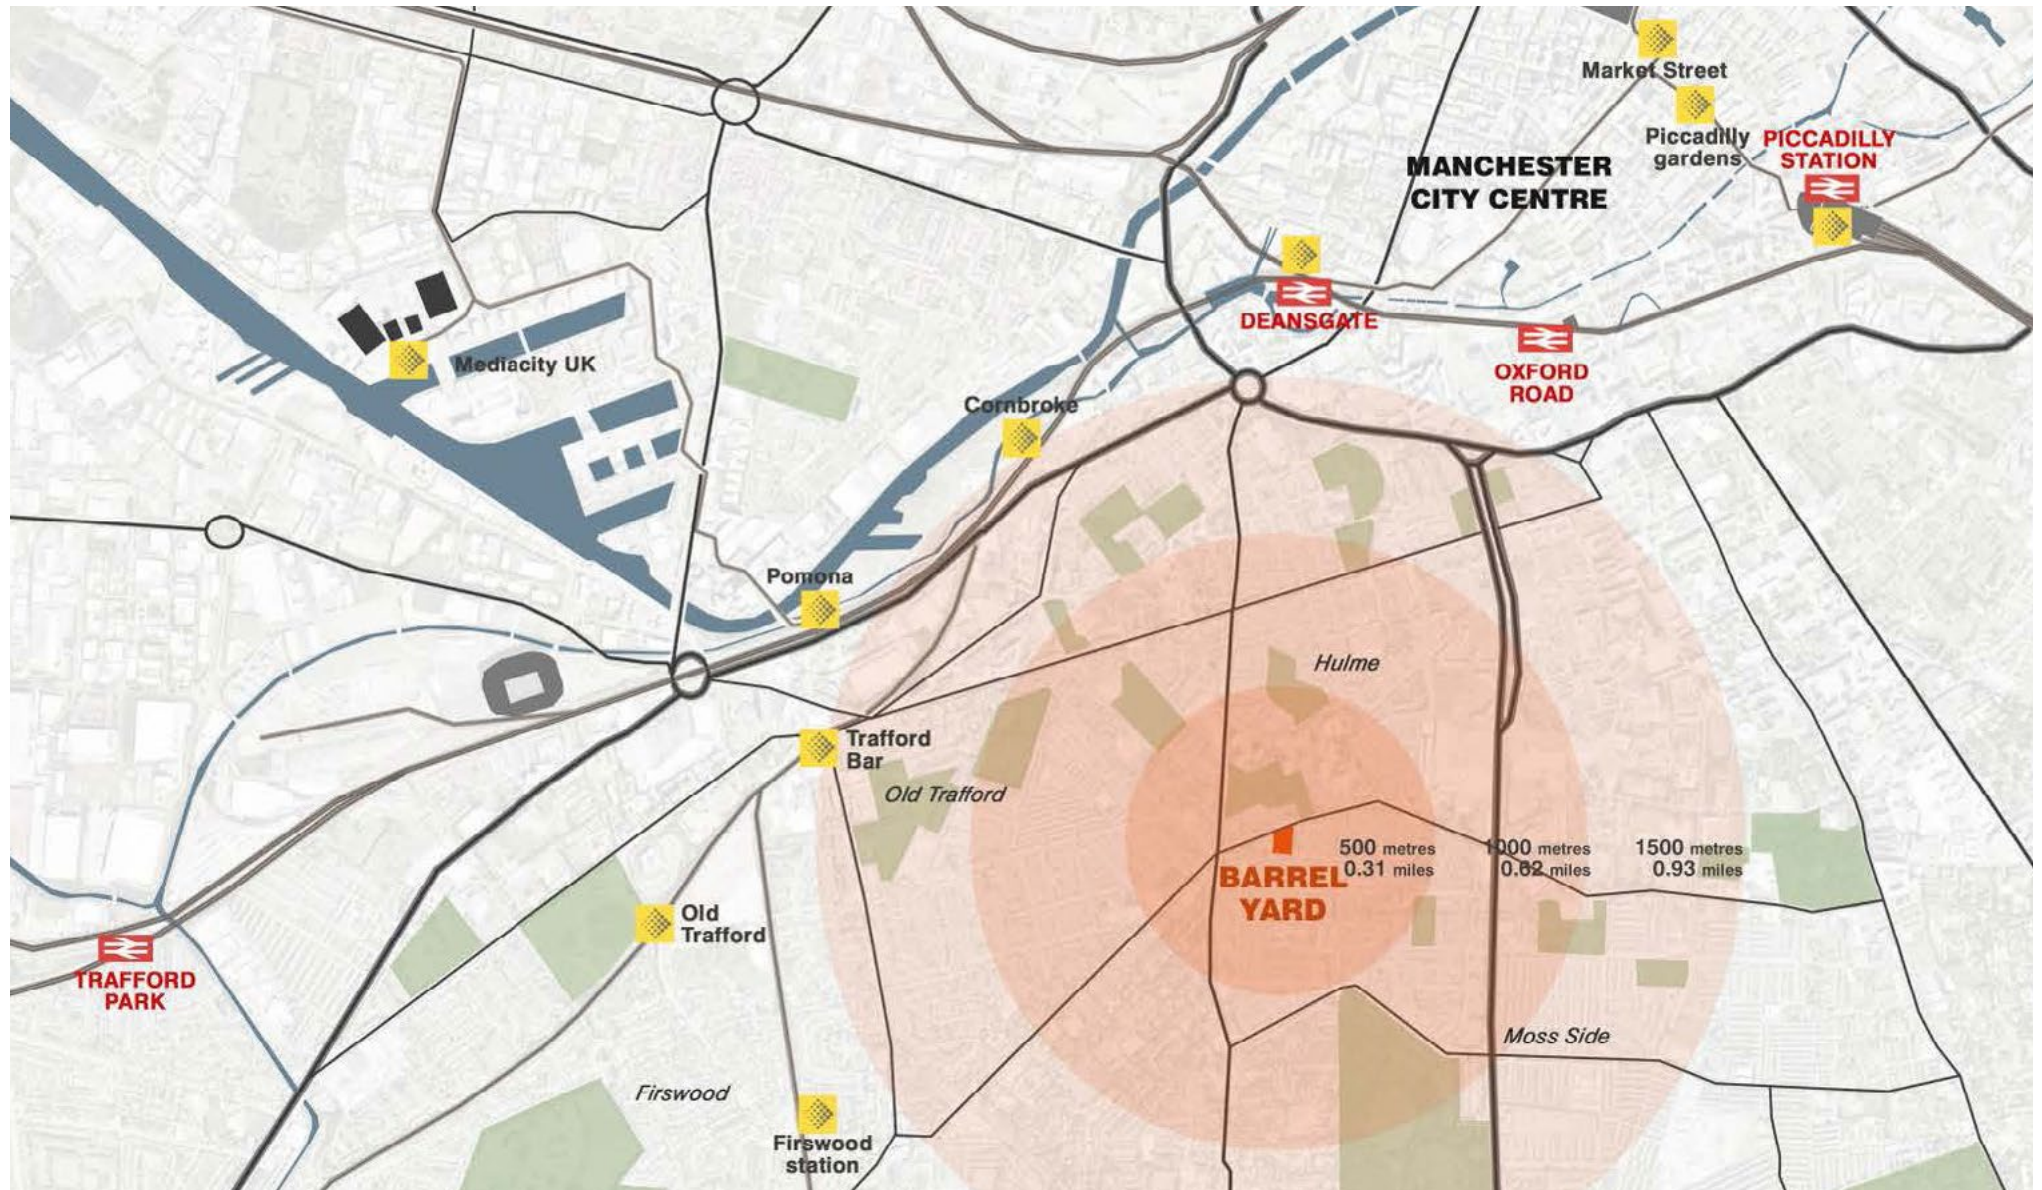 Market Street
Piccadilly
gardens
PICCADILLY
STATION
MANCHESTER
CITY CENTRE
DEANSGATE
OXFORD
ROAD
Mediacity UK
Cornbroke
Pomona
Hulme
Trafford
Bar
Old Trafford
500 metres
0.31 miles
1000 metres
0.62 miles
1500 metres
0.93 miles
BARREL
YARD
Old
Trafford
TRAFFORD
PARK
Moss Side
Firswood
Firswood
station